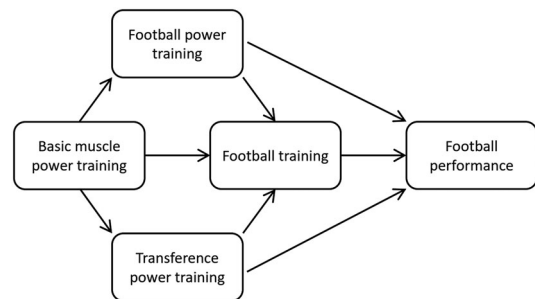 Football power
training
Basic muscle
power training
Football training
Football
performance
Transference
power training